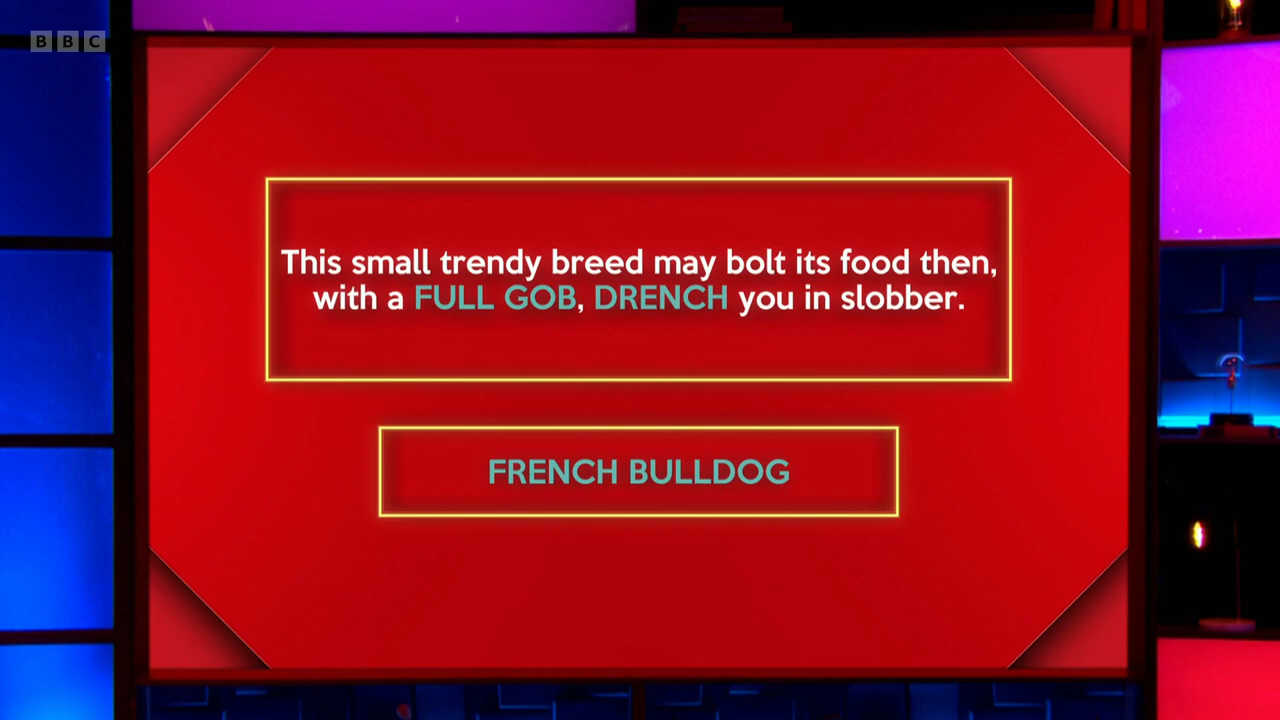 BBC
This small trendy breed may bolt its food then,
with a FULL GOB, DRENCH you in slobber.
FRENCH BULLDOG